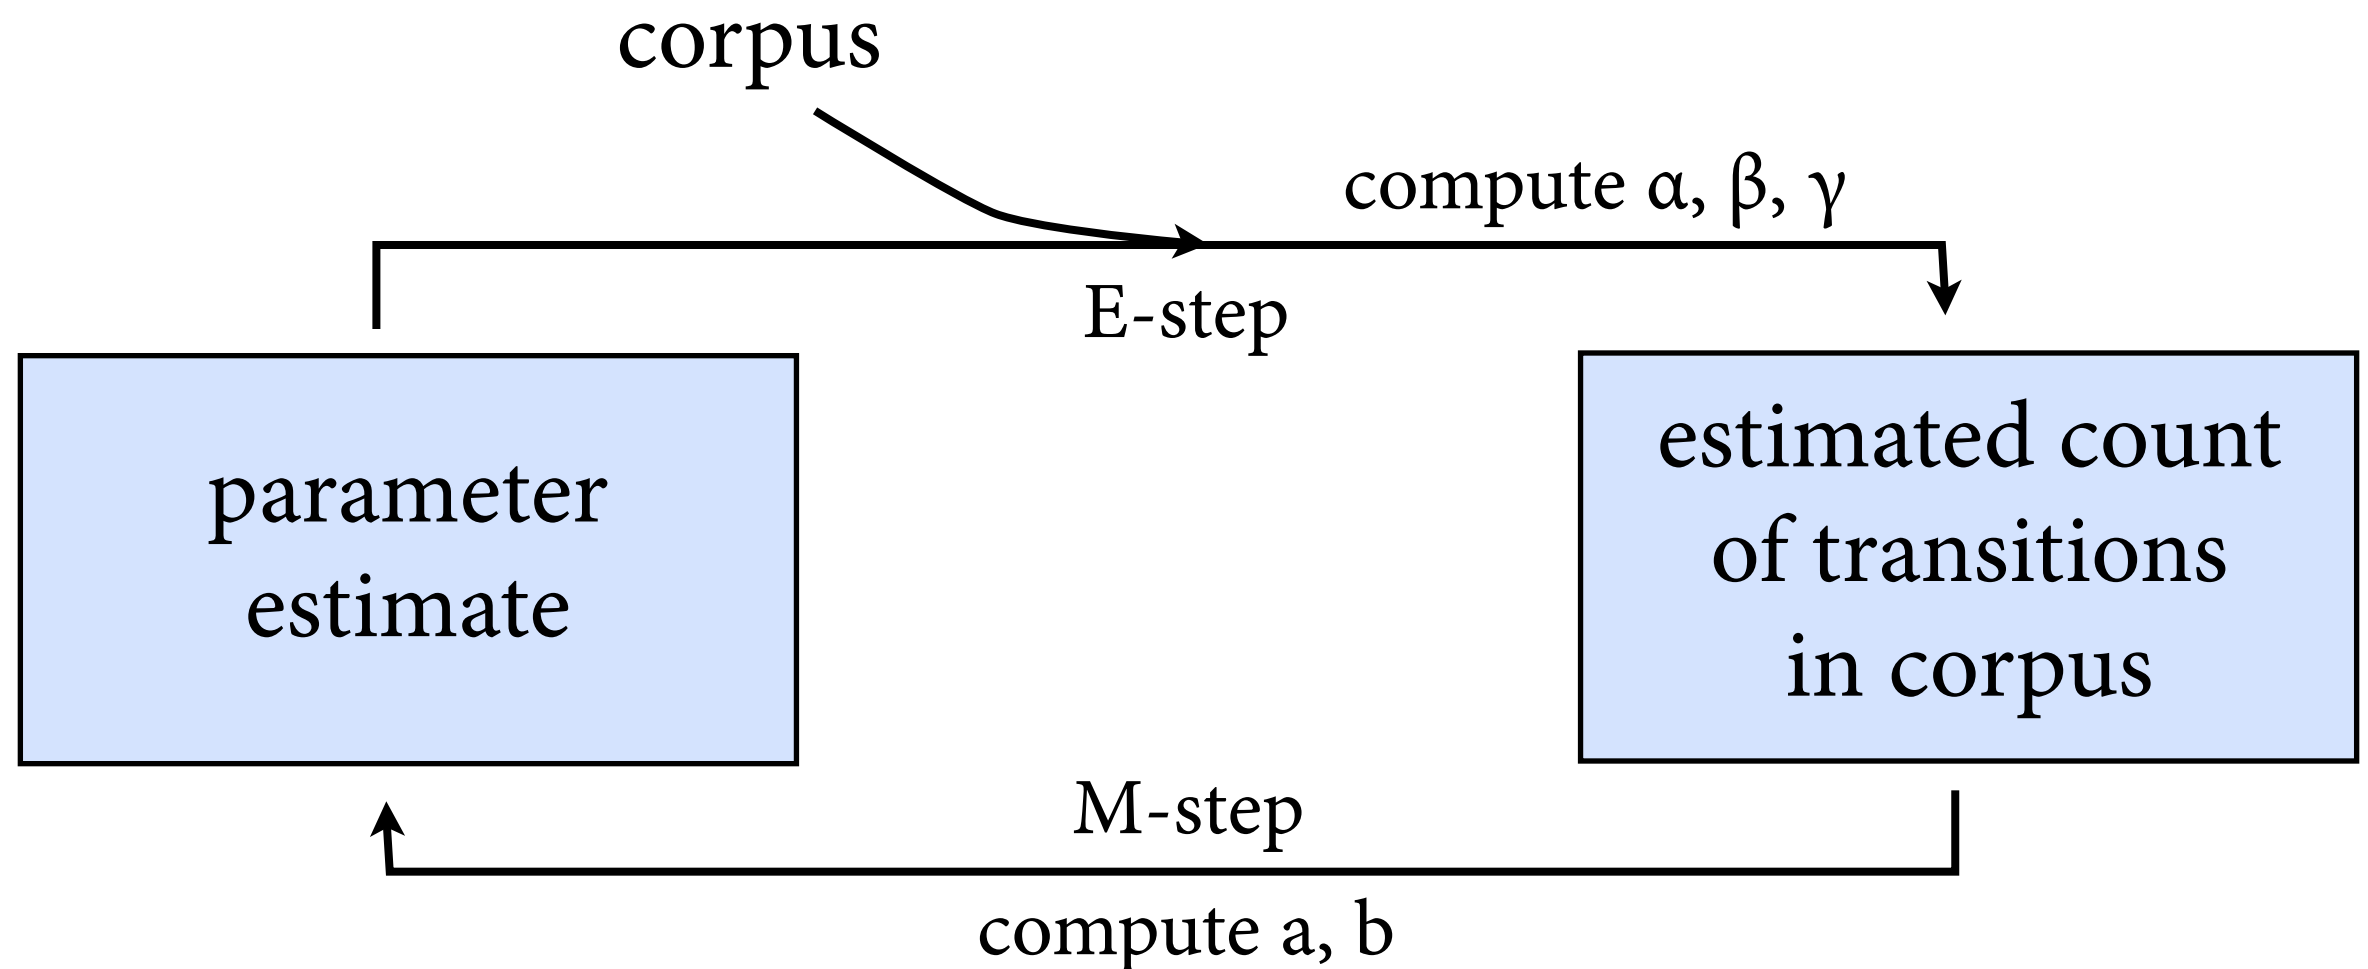 corpus
compute α, β, γ
E-step
parameter
estimate
estimated count
of transitions
in corpus
M-step
compute a, b